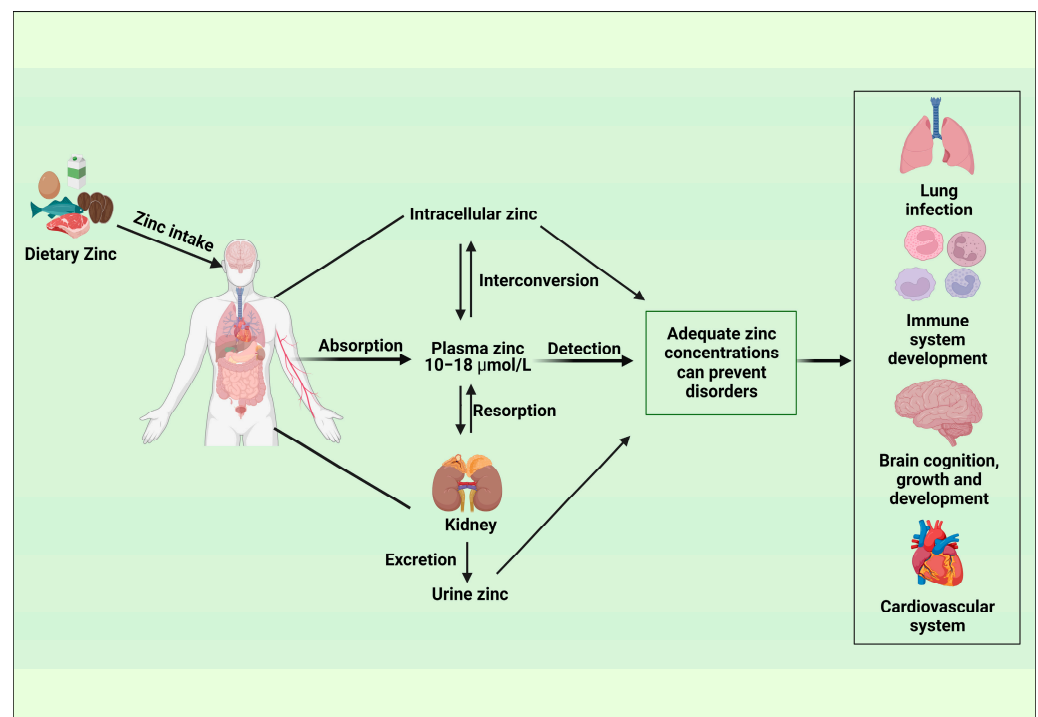 Dietary Zinc
Zinc intake
Intracellular zinc
Interconversion
Absorption
Plasma zinc
10–18 μmol/L
Detection
Resorption
Kidney
Excretion
Urine zinc
Adequate zinc
concentrations
can prevent
disorders
Lung
infection
Immune
system
development
Brain cognition,
growth and
development
Cardiovascular
system